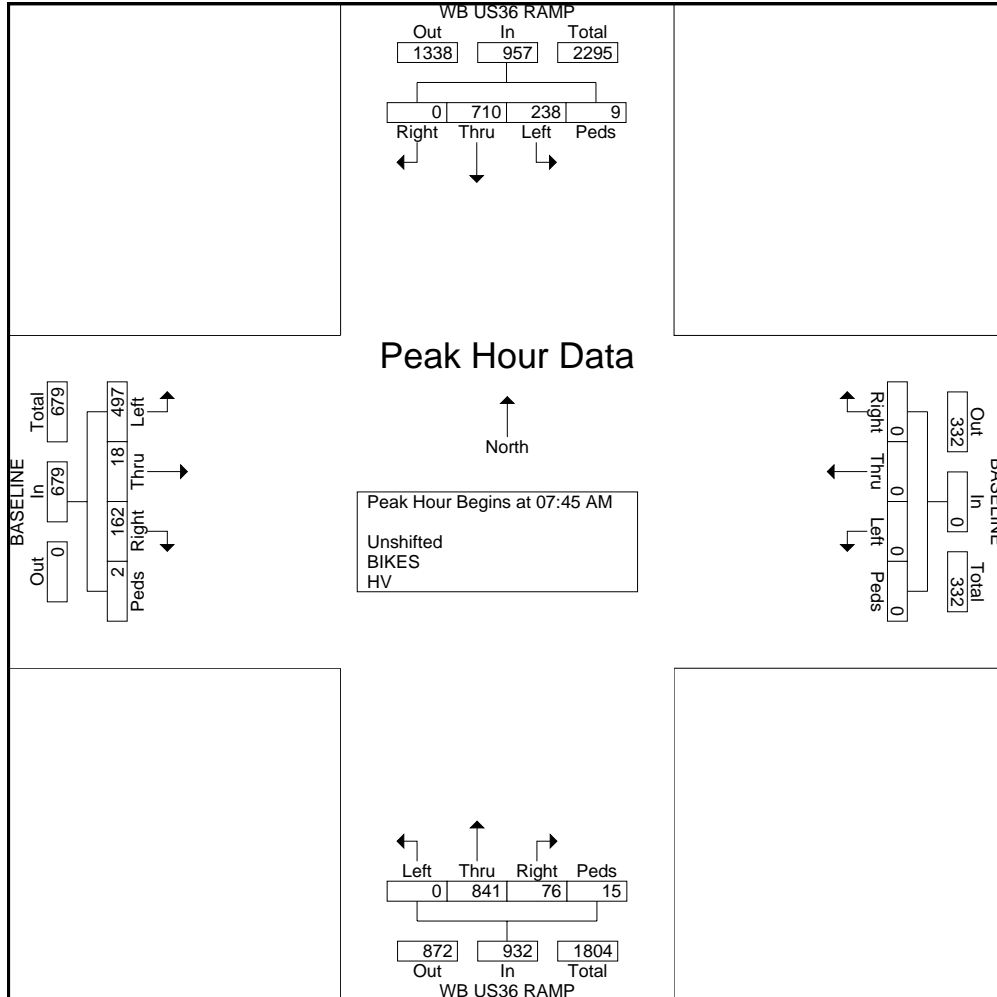 WB US36 RAMP
Out In Total
1338 957 2295
0 710 238 9
Right Thru Left Peds
Peak Hour Data
North
Peak Hour Begins at 07:45 AM
Unshifted
BIKES
HV
BASELINE
Out In Total
0 679 679
Left Thru Right Peds
497 18 162 2
BASELINE
Out In Total
332 0 332
Right Thru Left Peds
0 0 0 0
Left Thru Right Peds
0 841 76 15
872 932 1804
Out In Total
WB US36 RAMP